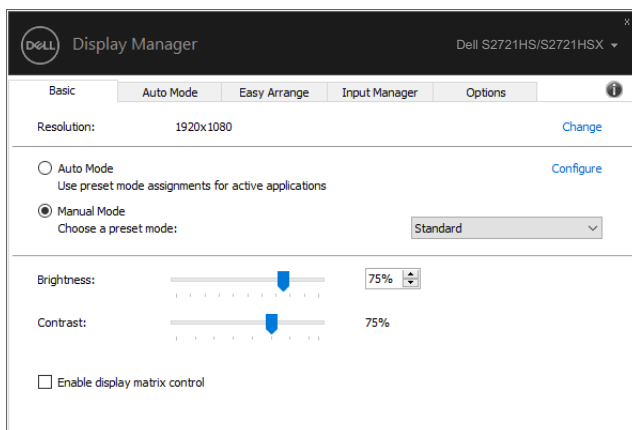 DELL Display Manager Dell S2721HS/S2721HSX x
Basic Auto Mode Easy Arrange Input Manager Options i
Resolution: 1920x1080 Change
Auto Mode Configure
Use preset mode assignments for active applications
Manual Mode
Choose a preset mode: Standard
Brightness: 75%
Contrast: 75%
Enable display matrix control